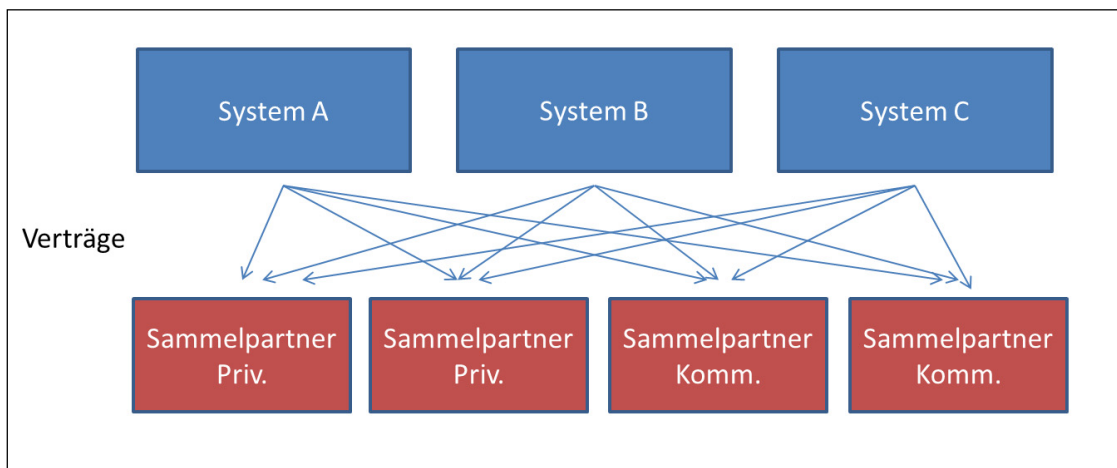 System A
System B
System C
Verträge
Sammelpartner
Priv.
Sammelpartner
Priv.
Sammelpartner
Komm.
Sammelpartner
Komm.